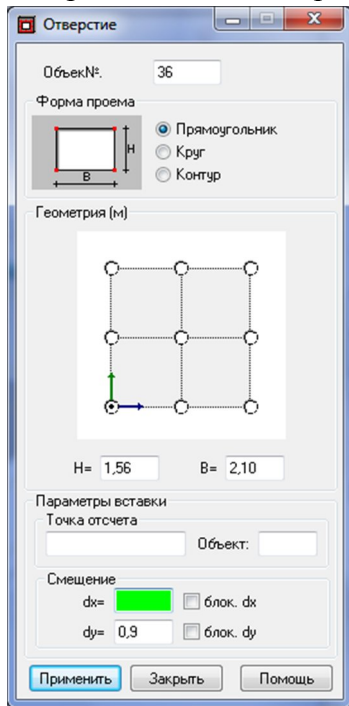 Отверстие
Объек№. 36
Форма проема
H
B
Прямоугольник
Круг
Контур
Геометрия (м)
H= 1,56 B= 2,10
Параметры вставки
Точка отсчета
Объект:
Смещение
dx= блок. dx
dy= 0,9 блок. dy
Применить Закрыть Помощь